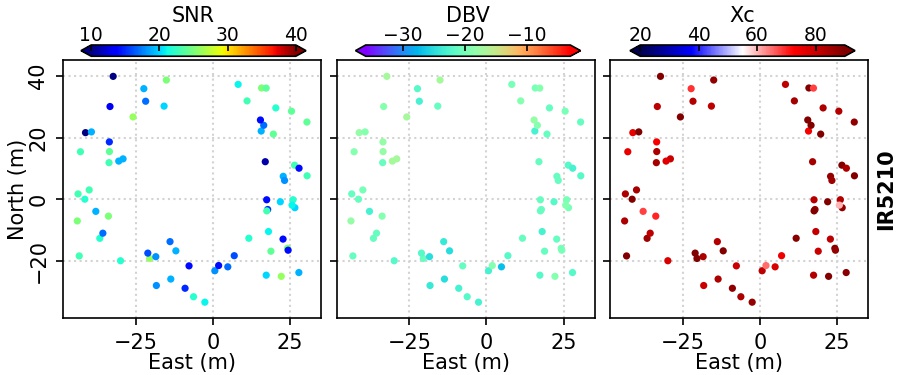 SNR DBV Xc
10 20 30 40 −30 −20 −10 20 40 60 80
40
20
0
−20
North (m)
IR5210
−25 0 25 −25 0 25 −25 0 25
East (m) East (m) East (m)